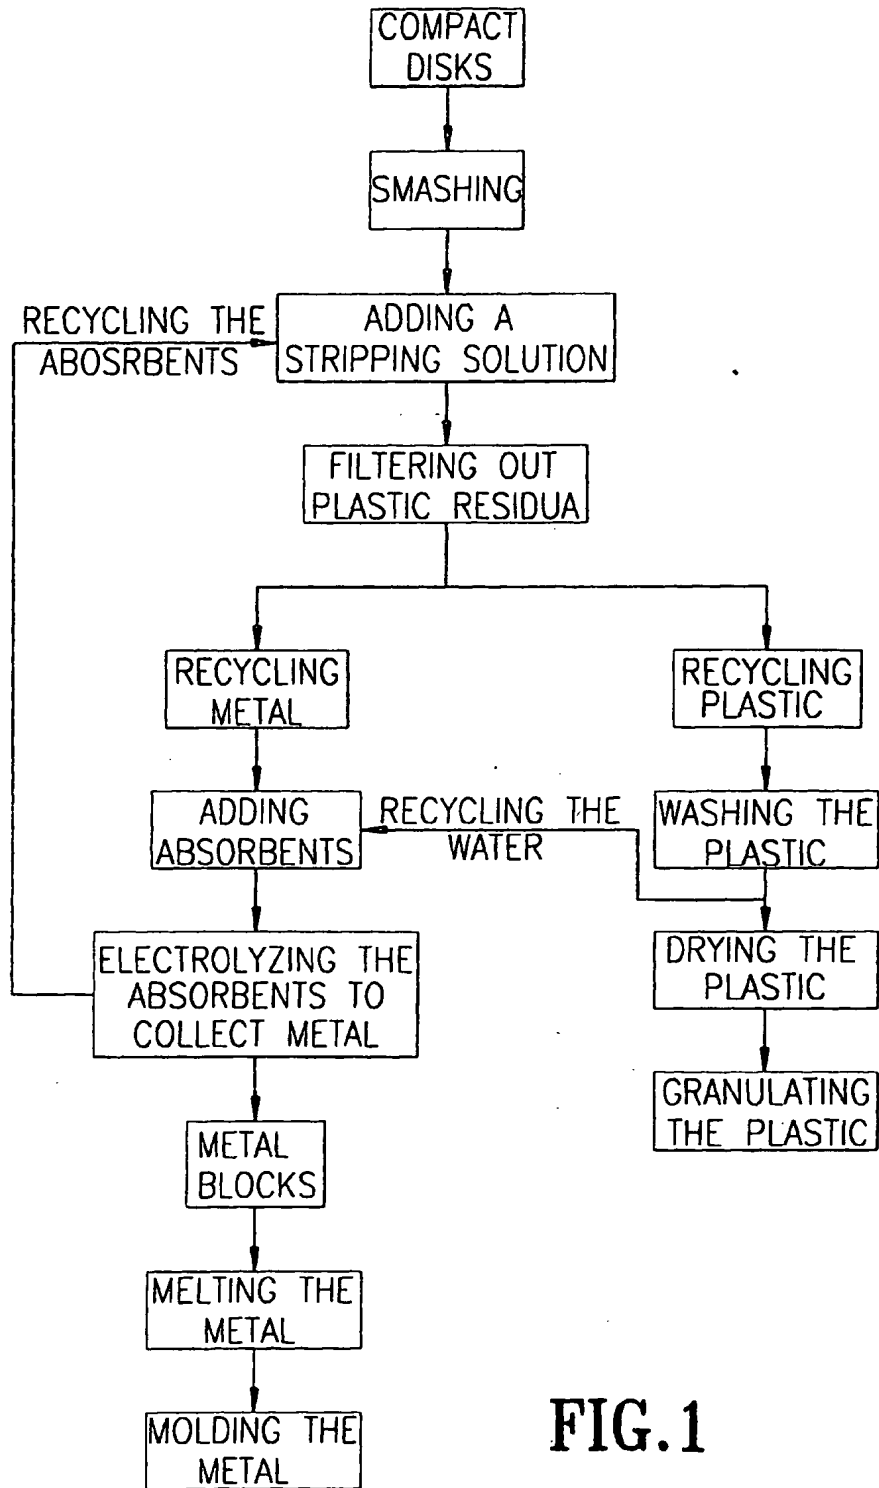 COMPACT
DISKS
SMASHING
RECYCLING THE
ABOSRBENTS
ADDING A
STRIPPING SOLUTION
FILTERING OUT
PLASTIC RESIDUA
RECYCLING
METAL
RECYCLING
PLASTIC
ADDING
ABSORBENTS
RECYCLING THE
WATER
WASHING THE
PLASTIC
ELECTROLYZING THE
ABSORBENTS TO
COLLECT METAL
DRYING THE
PLASTIC
GRANULATING
THE PLASTIC
METAL
BLOCKS
MELTING THE
METAL
MOLDING THE
METAL
FIG.1